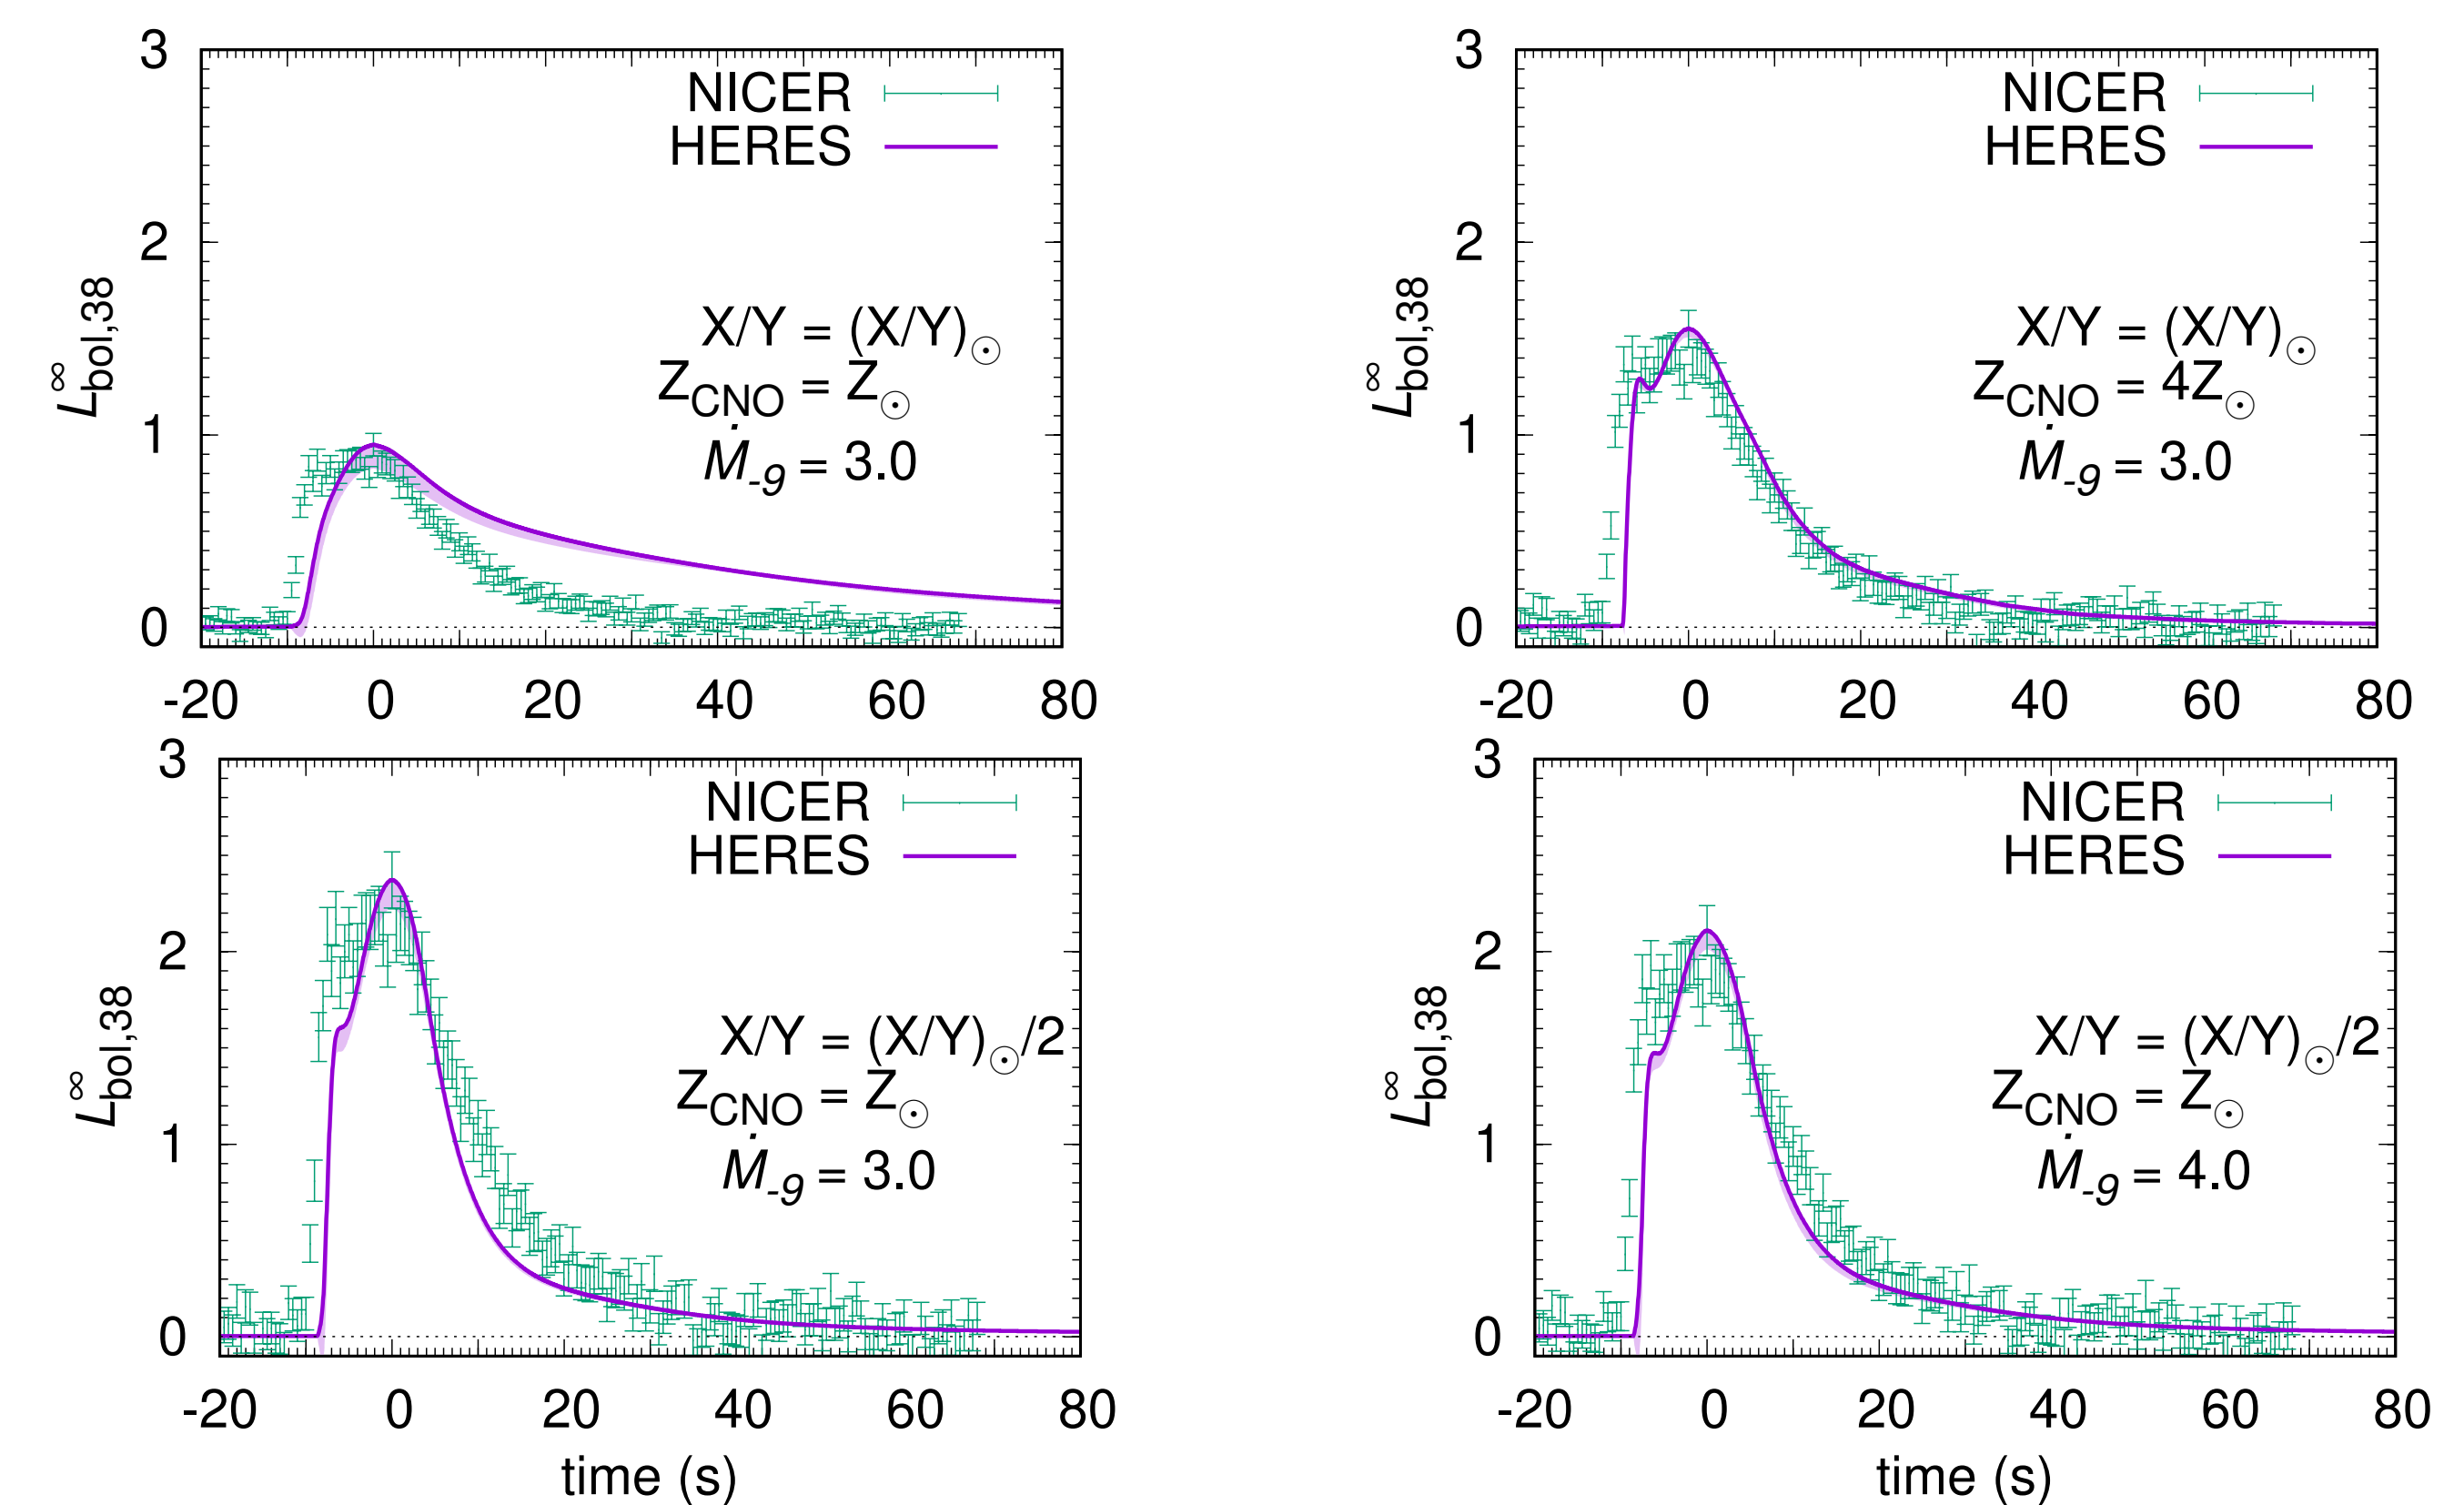 3
2
1
0
L∞bol,38
NICER
HERES
X/Y = (X/Y)☉
ZCNO = Z☉
Ṁ-9 = 3.0
-20 0 20 40 60 80
3
2
1
0
L∞bol,38
NICER
HERES
X/Y = (X/Y)☉
ZCNO = 4Z☉
Ṁ-9 = 3.0
-20 0 20 40 60 80
3
2
1
0
L∞bol,38
NICER
HERES
X/Y = (X/Y)☉/2
ZCNO = Z☉
Ṁ-9 = 3.0
-20 0 20 40 60 80
time (s)
3
2
1
0
L∞bol,38
NICER
HERES
X/Y = (X/Y)☉/2
ZCNO = Z☉
Ṁ-9 = 4.0
-20 0 20 40 60 80
time (s)